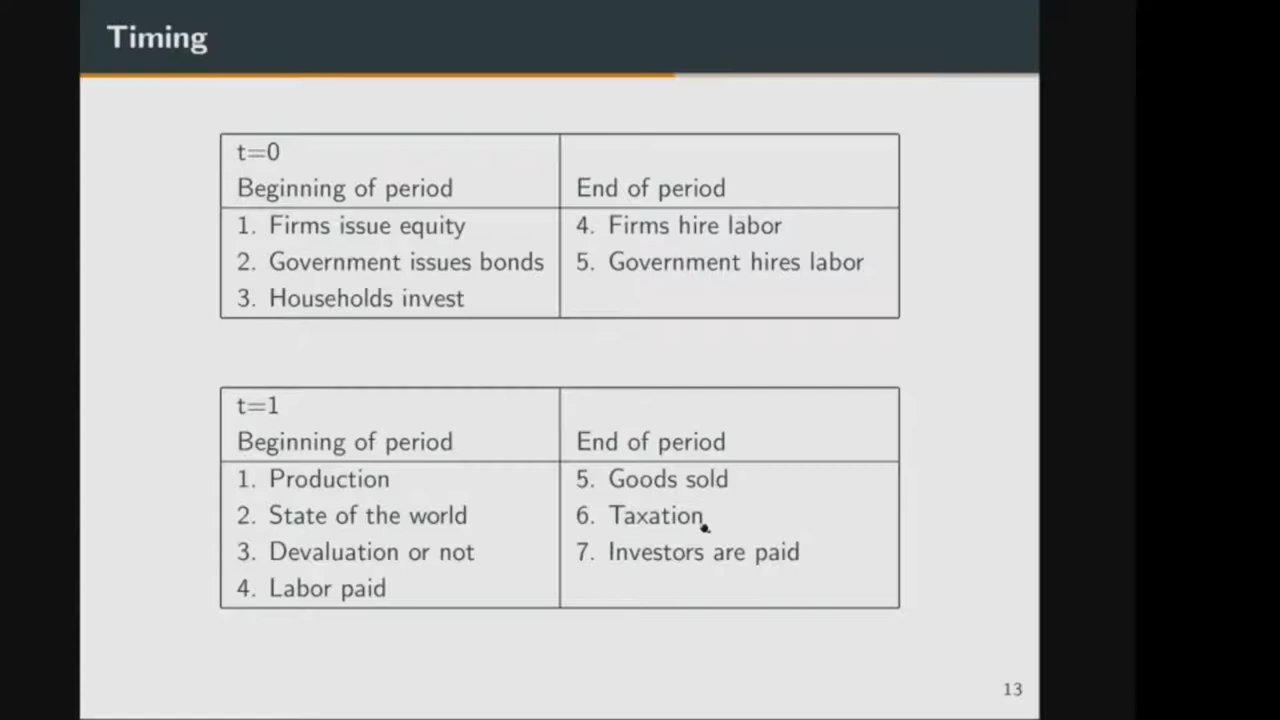 Timing
t=0
Beginning of period
End of period
1. Firms issue equity
4. Firms hire labor
2. Government issues bonds
5. Government hires labor
3. Households invest
t=1
Beginning of period
End of period
1. Production
5. Goods sold
2. State of the world
6. Taxation
3. Devaluation or not
7. Investors are paid
4. Labor paid
13